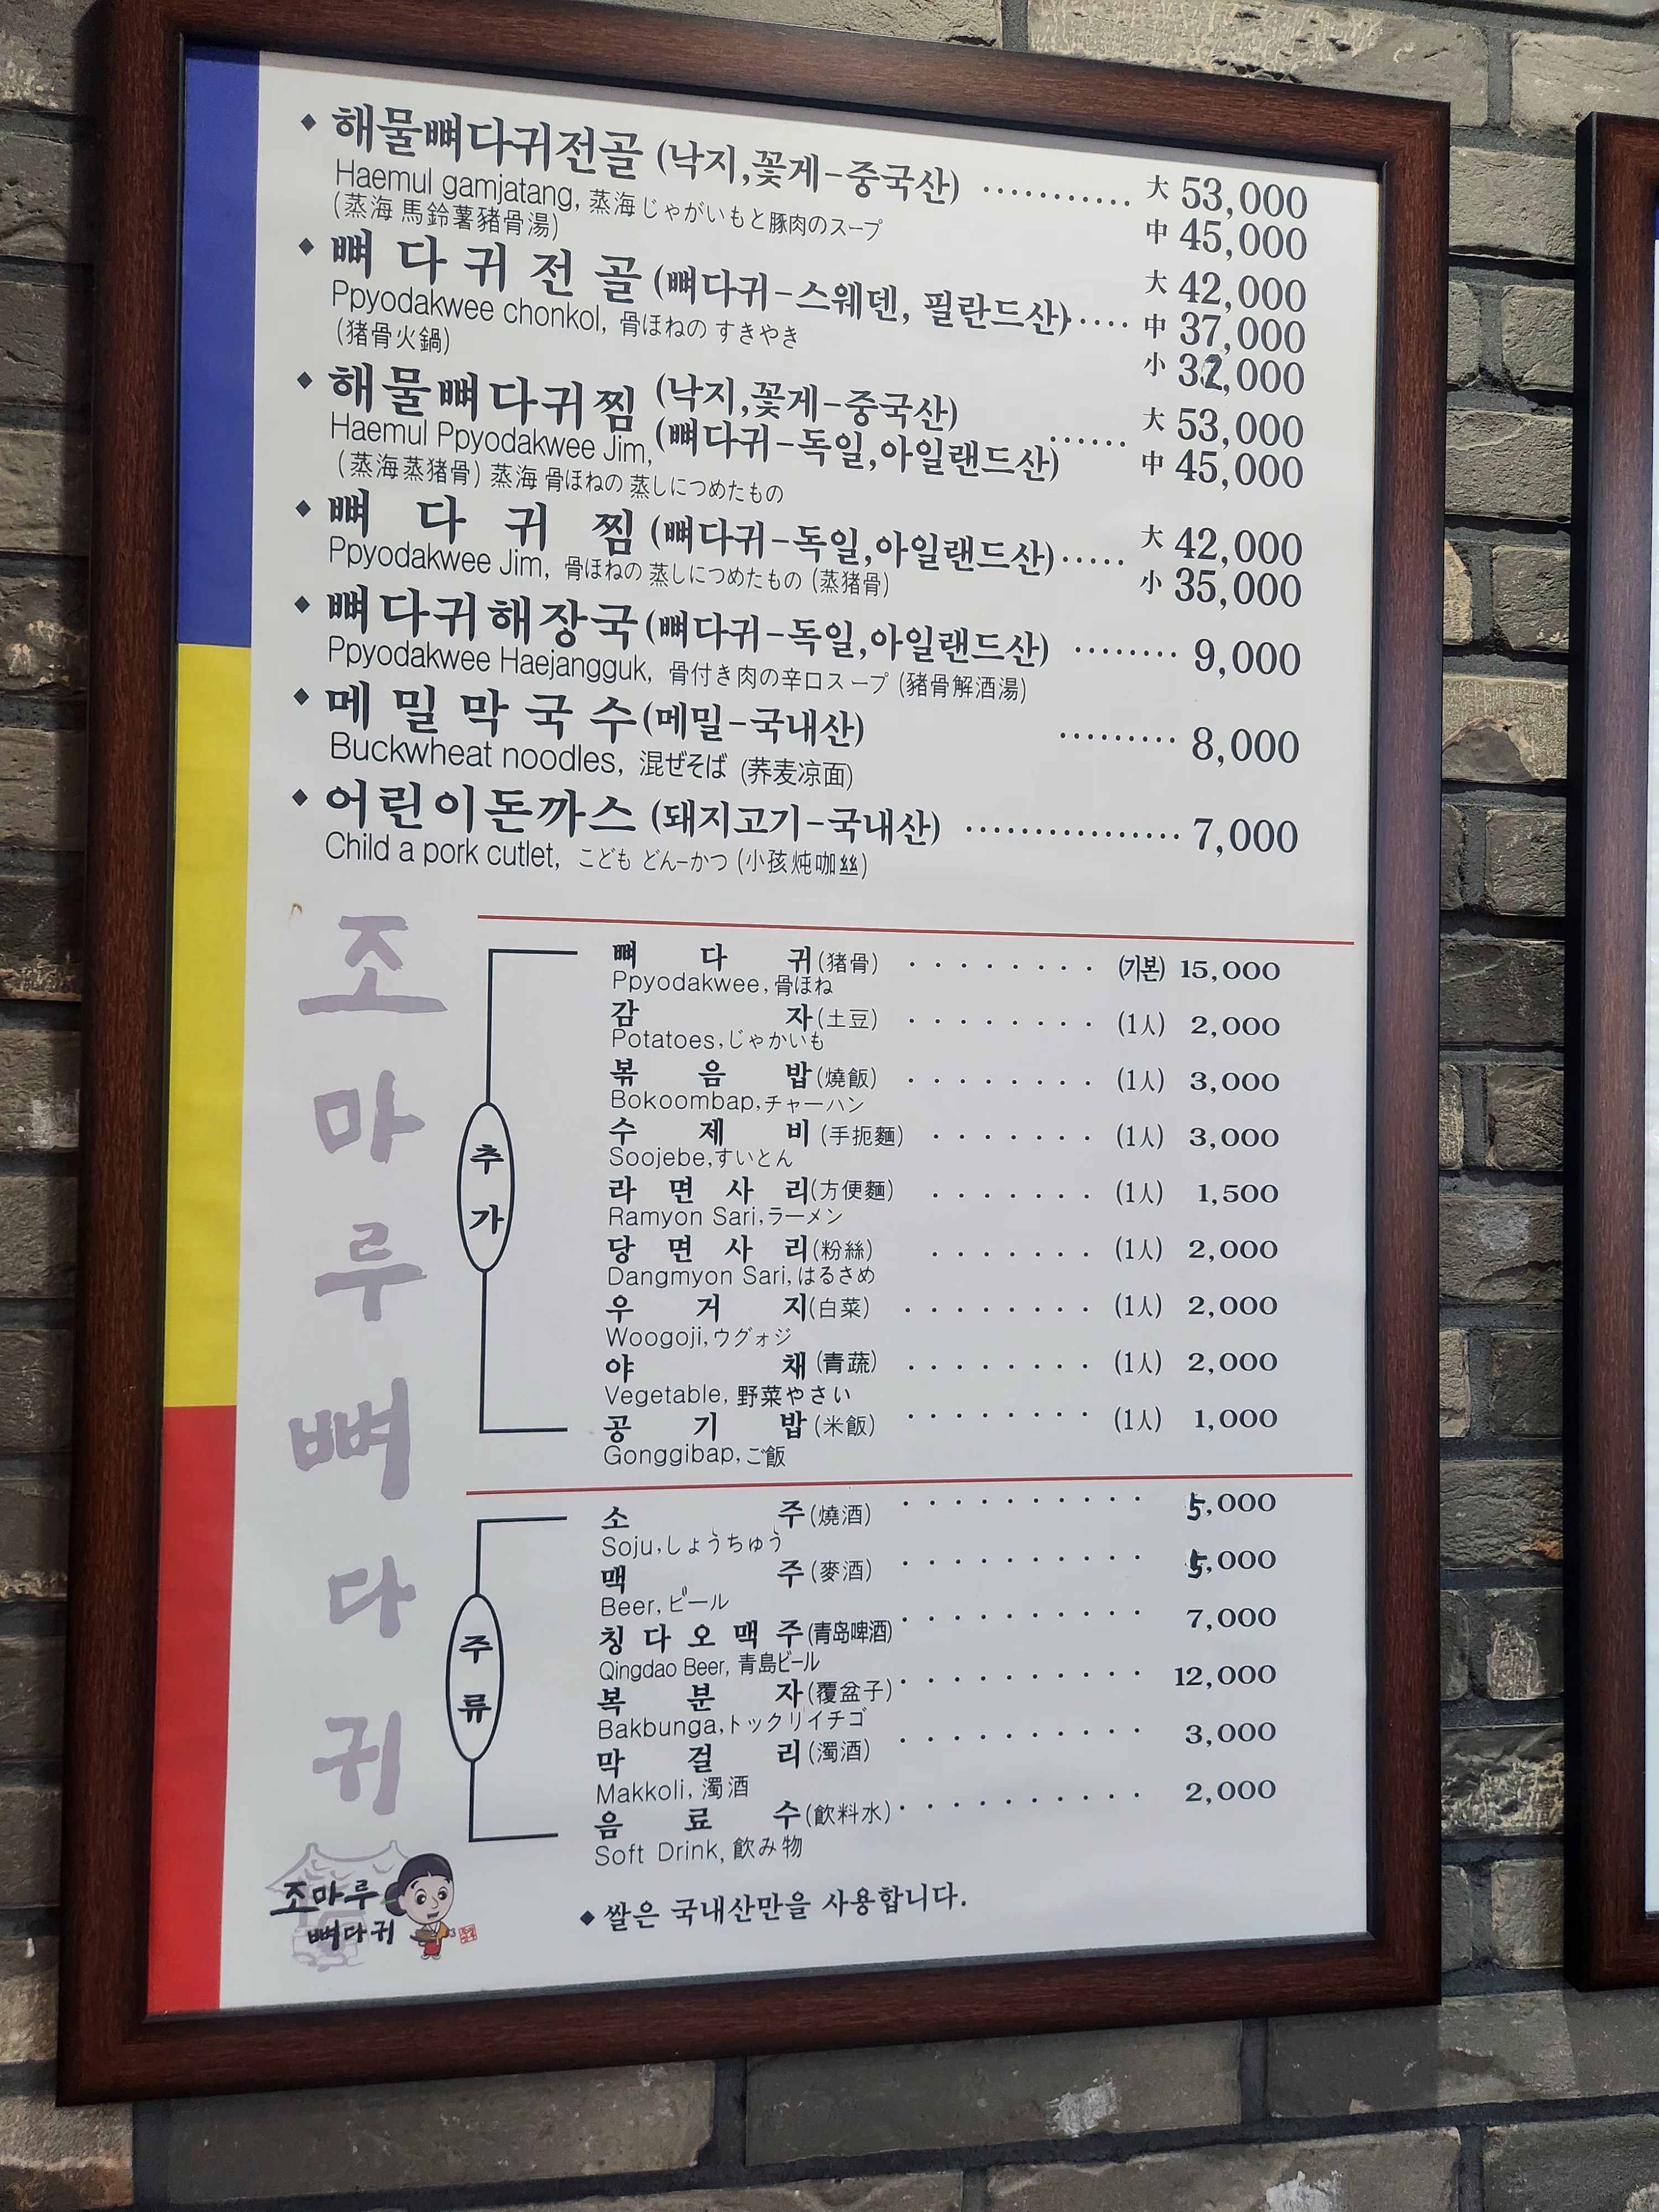 ◆ 해물뼈다귀전골 (낙지,꽃게-중국산) ············ 大 53,000
Haemul gamjatang, 蒸海じゃがいもと豚肉のスープ
(蒸海 馬鈴薯豬骨湯)
中 45,000
◆ 뼈다귀전골 (뼈다귀-스웨덴, 필란드산)····
大 42,000
Ppyodakwee chonkol, 骨ほねの すきやき
中 37,000
(猪骨火鍋)
小 32,000
◆ 해물뼈다귀찜 (낙지,꽃게-중국산)
大 53,000
Haemul Ppyodakwee Jim, (뼈다귀-독일,아일랜드산) ······
中 45,000
(蒸海蒸猪骨) 蒸海 骨ほねの 蒸しにつめたもの
◆ 뼈다귀찜 (뼈다귀-독일,아일랜드산)····· 大 42,000
Ppyodakwee Jim, 骨ほねの 蒸しにつめたもの (蒸猪骨)
小 35,000
◆ 뼈다귀해장국(뼈다귀-독일,아일랜드산) ········ 9,000
Ppyodakwee Haejangguk, 骨付き肉の辛口スープ (豬骨解酒湯)
◆ 메밀막국수(메밀-국내산) ········· 8,000
Buckwheat noodles, 混ぜそば (荞麦凉面)
◆ 어린이돈까스 (돼지고기-국내산) ················· 7,000
Child a pork cutlet, こども どんーかつ (小孩炖咖絲)
조마루뼈다귀
추가
뼈다귀(猪骨) ········ (기본) 15,000
Ppyodakwee, 骨ほね
감자(土豆) ········ (1人) 2,000
Potatoes,じゃかいも
볶음밥(燒飯) ········ (1人) 3,000
Bokoombap,チャーハン
수제비(手扼麵) ······· (1人) 3,000
Soojebe,すいとん
라면사리(方便麵) ······· (1人) 1,500
Ramyon Sari,ラーメン
당면사리(粉絲) ······· (1人) 2,000
Dangmyon Sari, はるさめ
우거지(白菜) ········ (1人) 2,000
Woogoji,ウグォジ
야채(青蔬) ········ (1人) 2,000
Vegetable, 野菜やさい
공기밥(米飯) ········ (1人) 1,000
Gonggibap,ご飯
주류
소주(燒酒) ·········· 5,000
Soju,しょうちゅう
맥주(麥酒) ·········· 5,000
Beer,ビール
칭다오맥주(青岛啤酒) ·········· 7,000
Qingdao Beer, 青島ビール
복분자(覆盆子) ·········· 12,000
Bakbunga,トックリイチゴ
막걸리(濁酒) ·········· 3,000
Makkoli, 濁酒
음료수(飲料水) ·········· 2,000
Soft Drink, 飲み物
조마루
뼈다귀
◆ 쌀은 국내산만을 사용합니다.